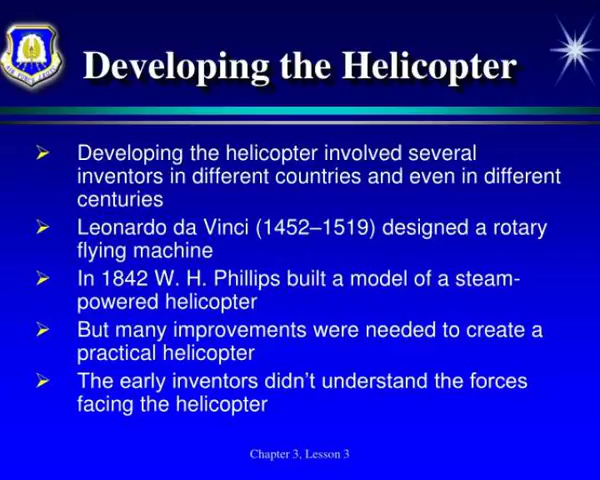 Developing the Helicopter
Developing the helicopter involved several
inventors in different countries and even in different
centuries
Leonardo da Vinci (1452–1519) designed a rotary
flying machine
In 1842 W. H. Phillips built a model of a steam-
powered helicopter
But many improvements were needed to create a
practical helicopter
The early inventors didn’t understand the forces
facing the helicopter
Chapter 3, Lesson 3